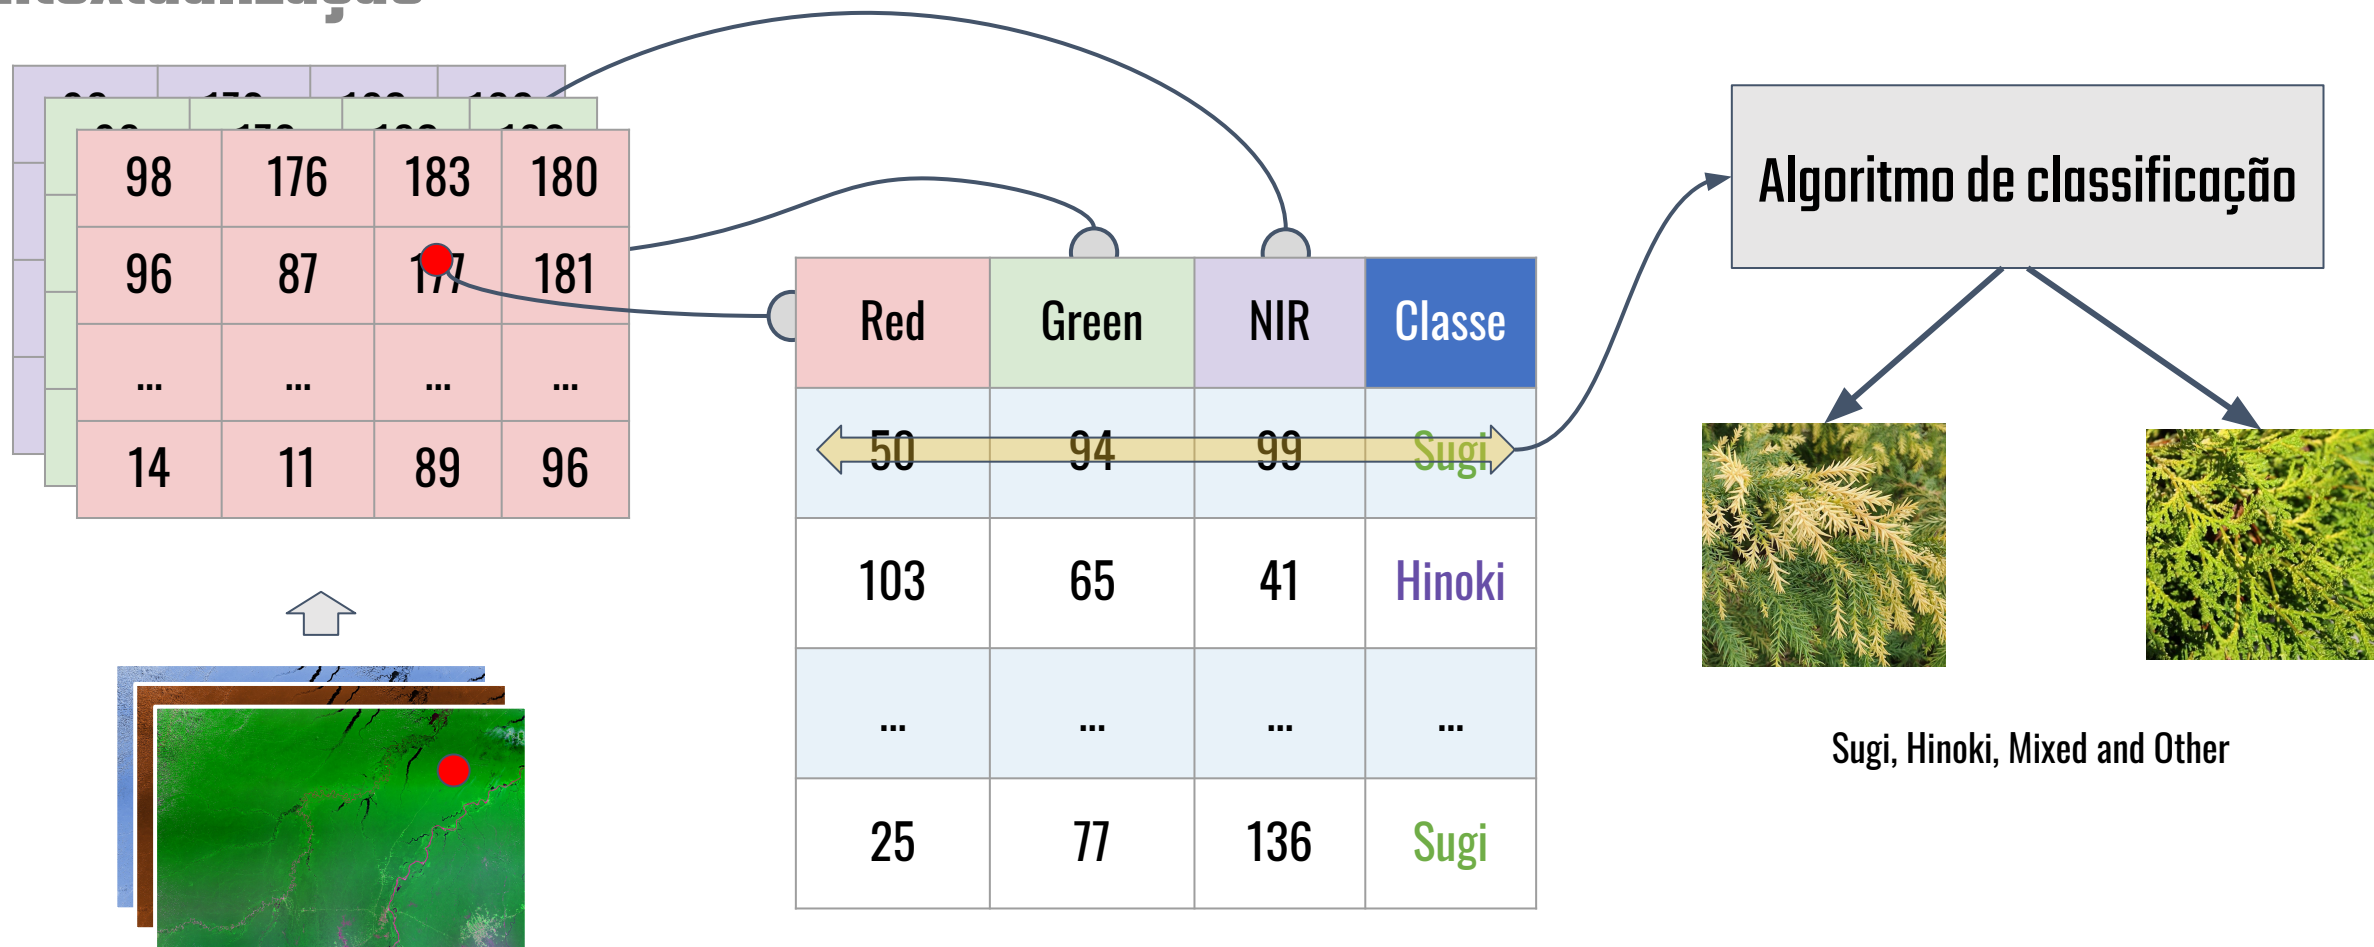 98 176 183 180
96 87 177 181
... ... ... ...
14 11 89 96
Red Green NIR Classe
50 94 99 Sugi
103 65 41 Hinoki
... ... ... ...
25 77 136 Sugi
Algoritmo de classificação
Sugi, Hinoki, Mixed and Other